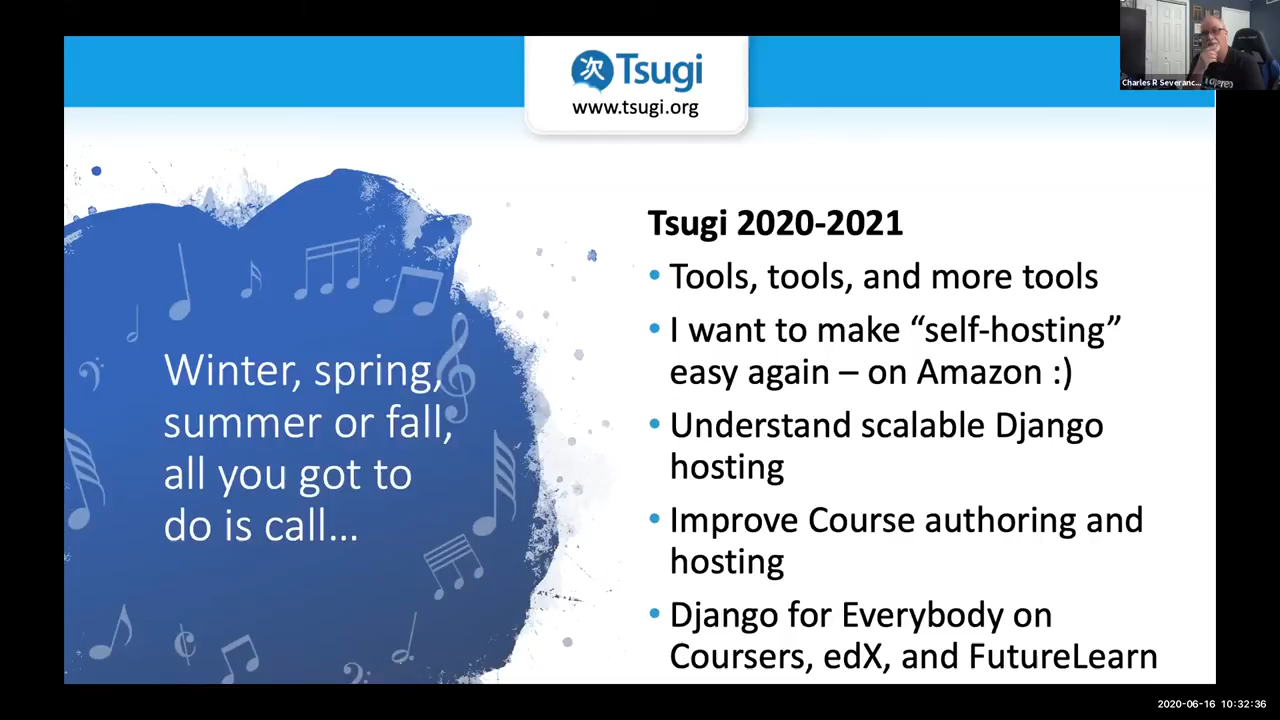 次 Tsugi
www.tsugi.org
Charles R Severanc...
Tsugi 2020-2021
• Tools, tools, and more tools
• I want to make “self-hosting”
easy again – on Amazon :)
• Understand scalable Django
hosting
• Improve Course authoring and
hosting
• Django for Everybody on
Coursers, edX, and FutureLearn
Winter, spring,
summer or fall,
all you got to
do is call...
2020-06-16 10:32:36